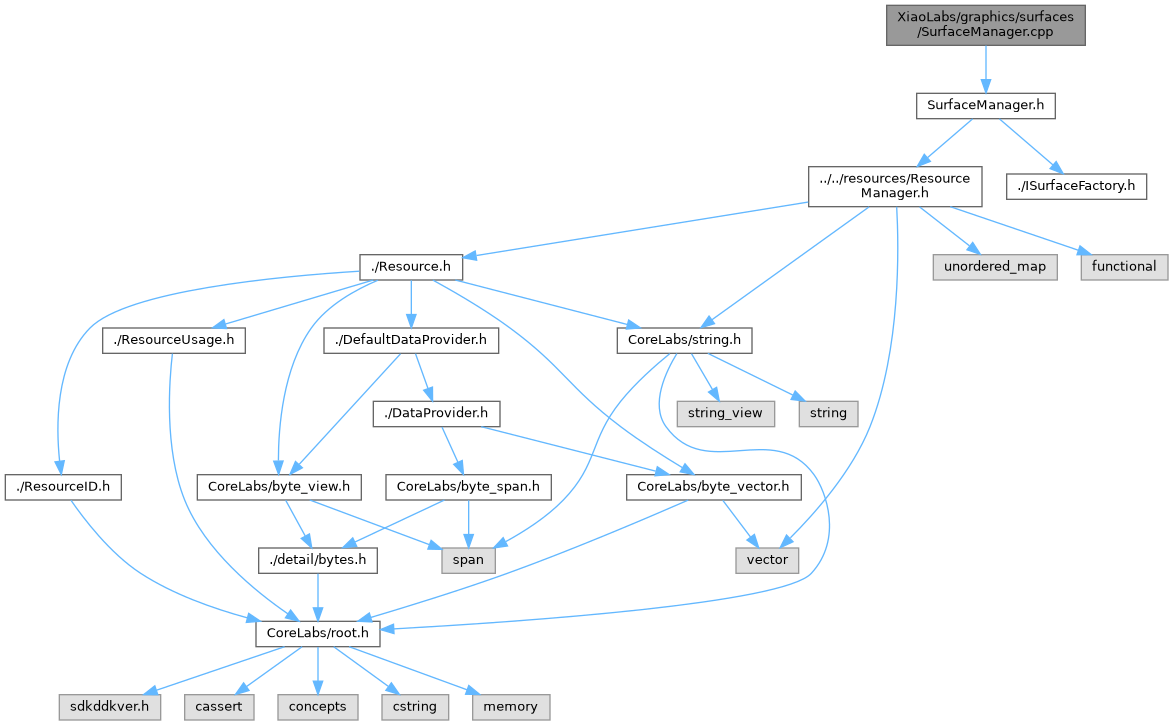 XiaoLabs/graphics/surfaces
/SurfaceManager.cpp
SurfaceManager.h
../../resources/Resource
Manager.h
./ISurfaceFactory.h
./Resource.h
unordered_map
functional
./ResourceUsage.h
./DefaultDataProvider.h
CoreLabs/string.h
./DataProvider.h
string_view
string
./ResourceID.h
CoreLabs/byte_view.h
CoreLabs/byte_span.h
CoreLabs/byte_vector.h
./detail/bytes.h
span
vector
CoreLabs/root.h
sdkddkver.h
cassert
concepts
cstring
memory